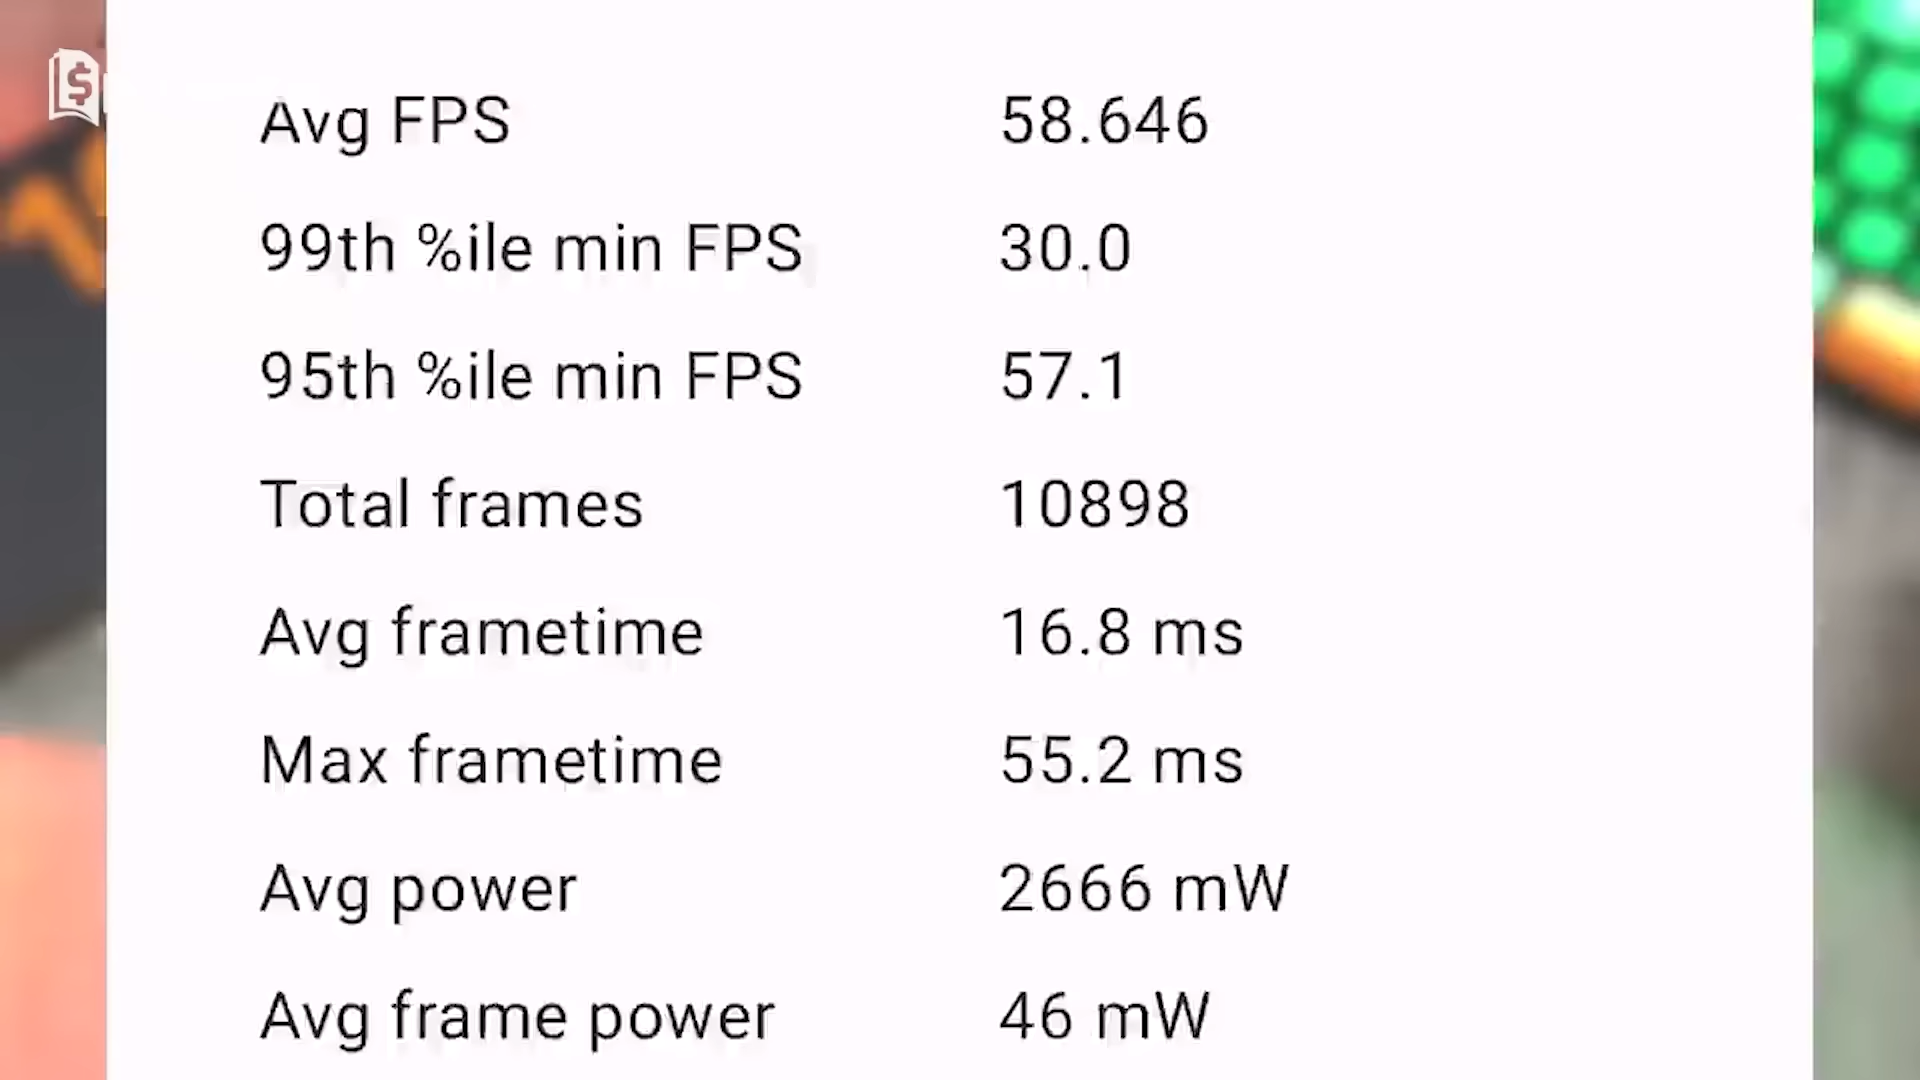 Avg FPS 58.646
99th %ile min FPS 30.0
95th %ile min FPS 57.1
Total frames 10898
Avg frametime 16.8 ms
Max frametime 55.2 ms
Avg power 2666 mW
Avg frame power 46 mW